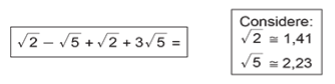 √2 − √5 + √2 + 3√5 =
Considere:
√2 ≅ 1,41
√5 ≅ 2,23